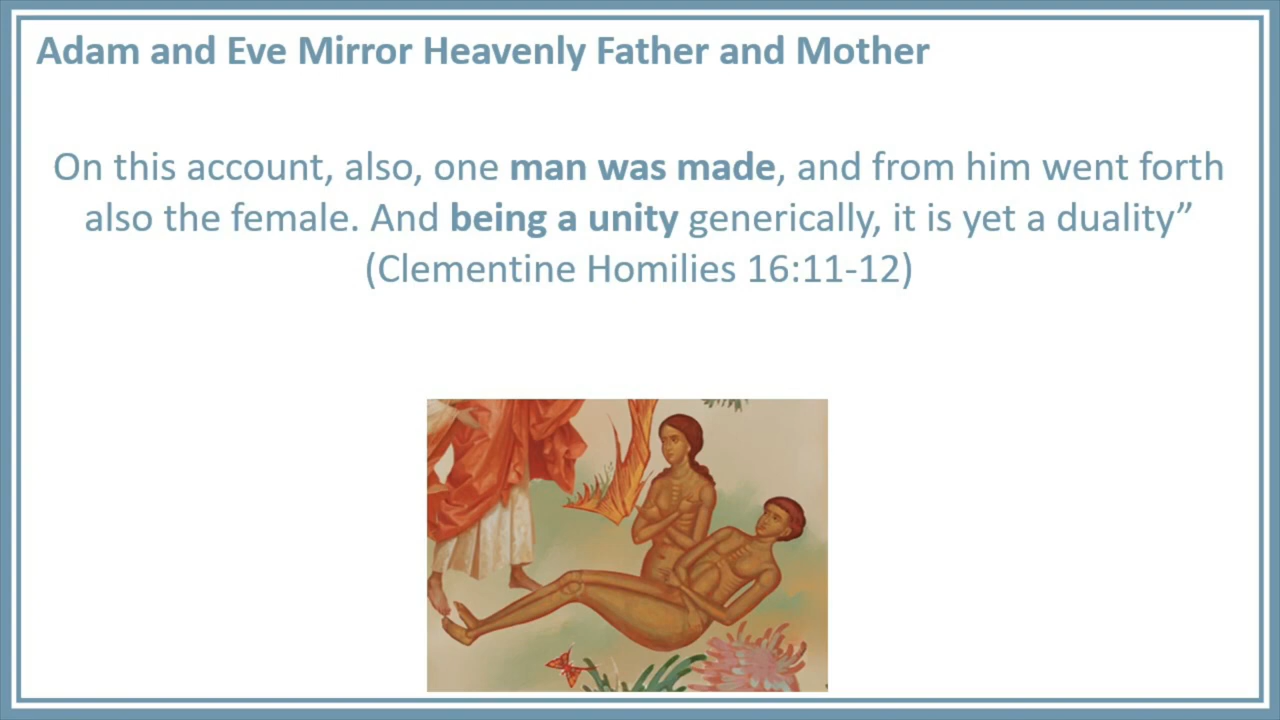 Adam and Eve Mirror Heavenly Father and Mother
On this account, also, one man was made, and from him went forth
also the female. And being a unity generically, it is yet a duality”
(Clementine Homilies 16:11-12)